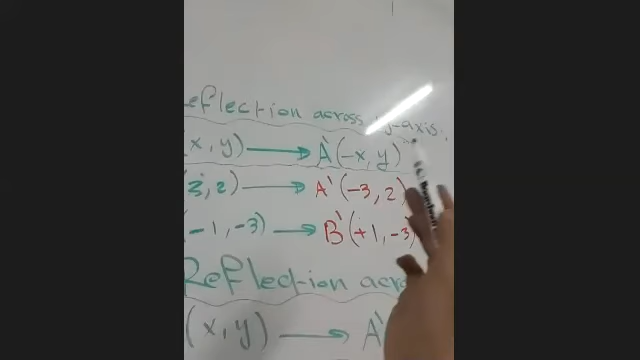 eflection across y-axis:
(x, y) → A'(-x, y)
(3, 2) → A'(-3, 2)
(-1, -3) → B'(+1, -3)
Reflection acro
(x, y) → A'